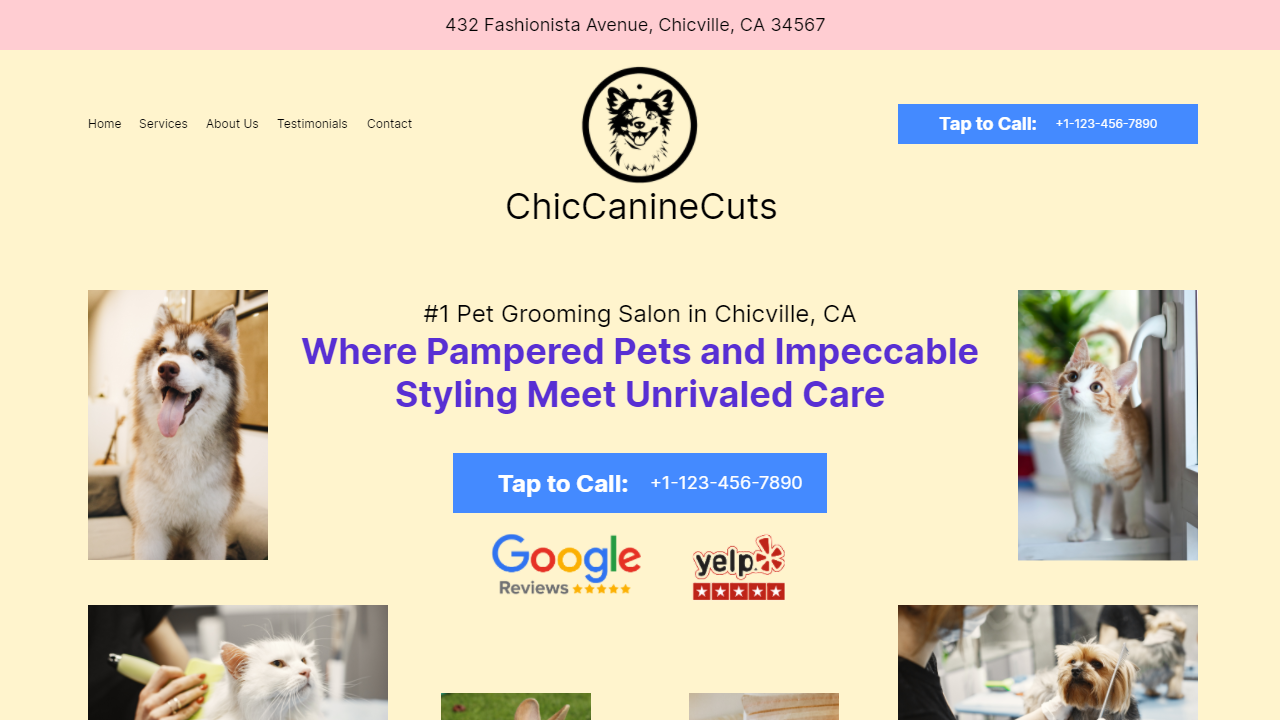 432 Fashionista Avenue, Chicville, CA 34567
Home Services About Us Testimonials Contact
Tap to Call: +1-123-456-7890
ChicCanineCuts
#1 Pet Grooming Salon in Chicville, CA
Where Pampered Pets and Impeccable
Styling Meet Unrivaled Care
Tap to Call: +1-123-456-7890
Google
Reviews
yelp